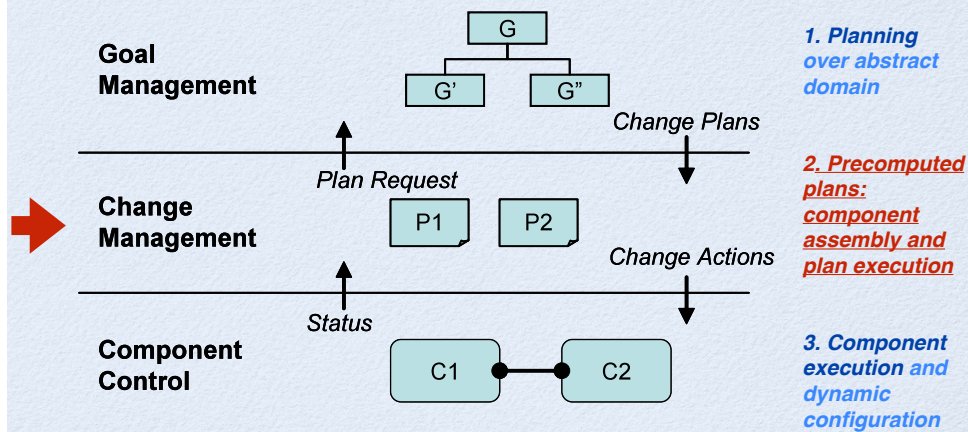 Goal
Management
G
G'
G”
1. Planning
over abstract
domain
Change Plans
Plan Request
Change
Management
P1
P2
2. Precomputed
plans:
component
assembly and
plan execution
Change Actions
Status
Component
Control
C1
C2
3. Component
execution and
dynamic
configuration